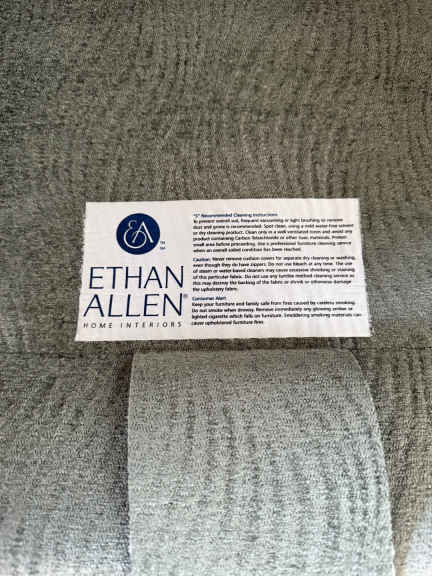 EA
TM
SM
ETHAN
ALLEN®
HOME INTERIORS
"S" Recommended Cleaning Instructions
To prevent overall soil, frequent vacuuming or light brushing to remove
dust and grime is recommended. Spot clean, using a mild water-free solvent
or dry cleaning product. Clean only in a well ventilated room and avoid any
product containing Carbon Tetrachloride or other toxic materials. Pretest
small area before proceeding. Use a professional furniture cleaning service
when an overall soiled condition has been reached.
Caution: Never remove cushion covers for separate dry cleaning or washing,
even though they do have zippers. Do not use bleach at any time. The use
of steam or water-based cleaners may cause excessive shrinking or staining
of this particular fabric. Do not use any tumble method cleaning service as
this may destroy the backing of the fabric or shrink or otherwise damage
the upholstery fabric.
Consumer Alert
Keep your furniture and family safe from fires caused by careless smoking.
Do not smoke when drowsy. Remove immediately any glowing ember or
lighted cigarette which falls on furniture. Smoldering smoking materials can
cause upholstered furniture fires.